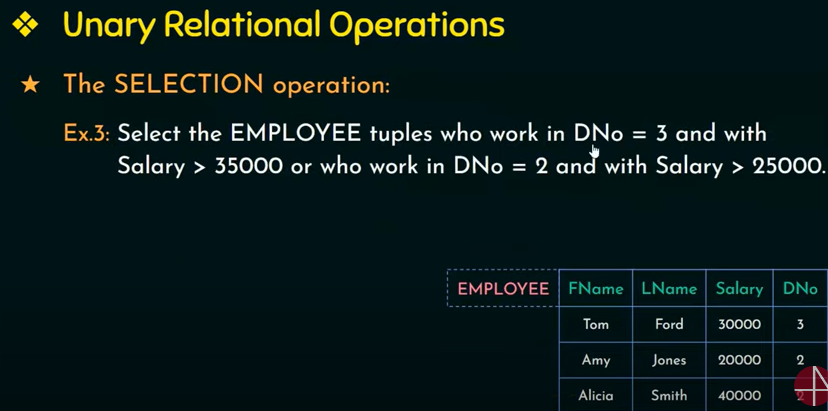 Unary Relational Operations
The SELECTION operation:
Ex.3: Select the EMPLOYEE tuples who work in DNo = 3 and with
Salary > 35000 or who work in DNo = 2 and with Salary > 25000.
EMPLOYEE FName LName Salary DNo
Tom Ford 30000 3
Amy Jones 20000 2
Alicia Smith 40000 2